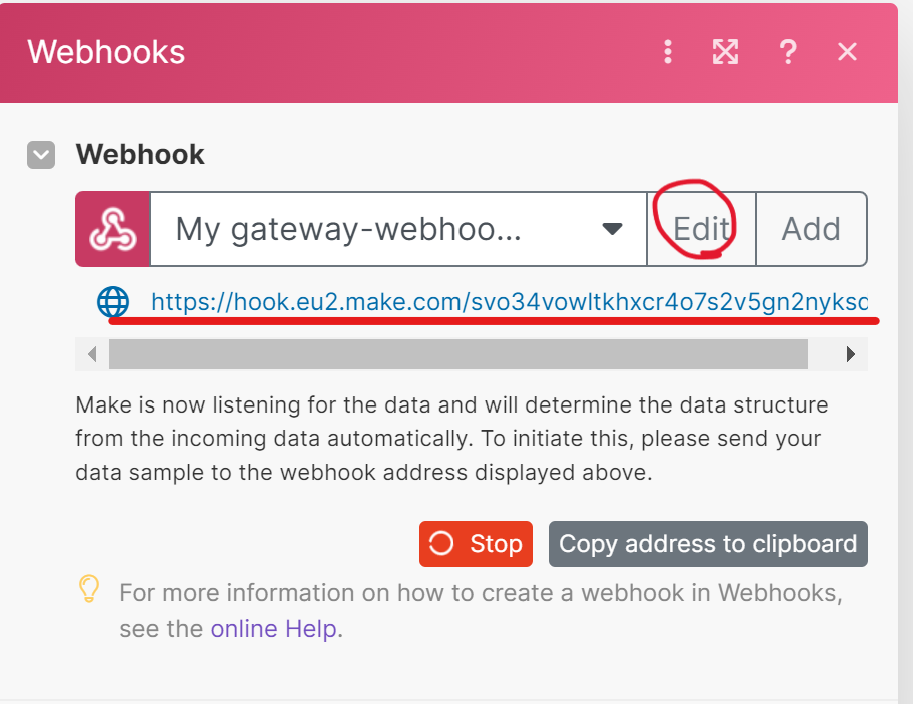 Webhooks
Webhook
My gateway-webhoo...
Edit
Add
https://hook.eu2.make.com/svo34vowltkhxcr4o7s2v5gn2nyksc
Make is now listening for the data and will determine the data structure
from the incoming data automatically. To initiate this, please send your
data sample to the webhook address displayed above.
Stop
Copy address to clipboard
For more information on how to create a webhook in Webhooks,
see the online Help.